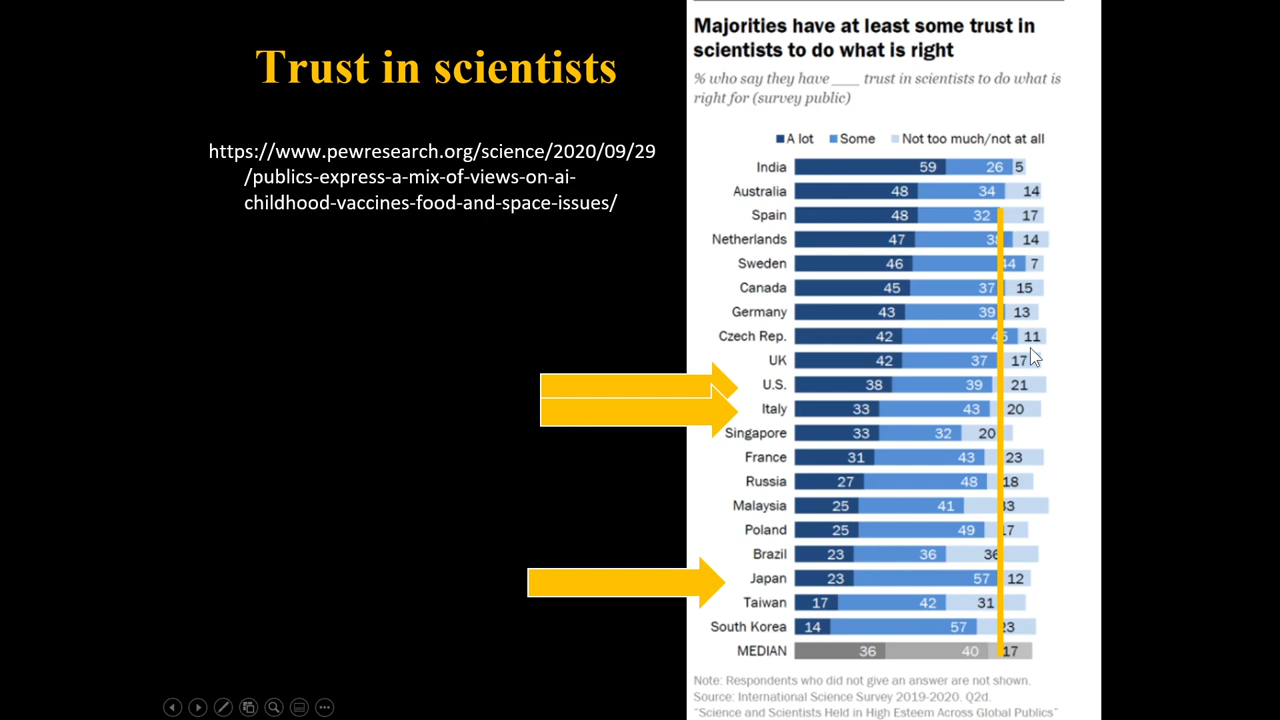 Trust in scientists
https://www.pewresearch.org/science/2020/09/29
/publics-express-a-mix-of-views-on-ai-
childhood-vaccines-food-and-space-issues/
Majorities have at least some trust in
scientists to do what is right
% who say they have ___ trust in scientists to do what is
right for (survey public)
A lot Some Not too much/not at all
India 59 26 5
Australia 48 34 14
Spain 48 32 17
Netherlands 47 14
Sweden 46 44 7
Canada 45 37 15
Germany 43 39 13
Czech Rep. 42 11
UK 42 37 17
U.S. 38 39 21
Italy 33 43 20
Singapore 33 32 20
France 31 43 23
Russia 27 48 18
Malaysia 25 41 33
Poland 25 49 17
Brazil 23 36 36
Japan 23 57 12
Taiwan 17 42 31
South Korea 14 57 23
MEDIAN 36 40 17
Note: Respondents who did not give an answer are not shown.
Source: International Science Survey 2019-2020. Q2d.
“Science and Scientists Held in High Esteem Across Global Publics”